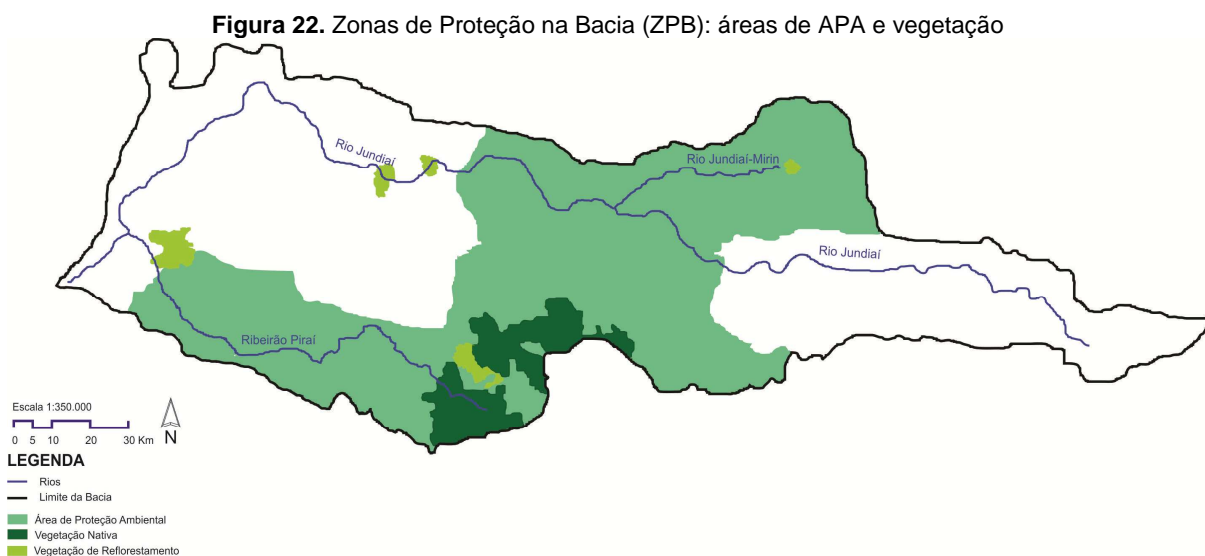 Figura 22. Zonas de Proteção na Bacia (ZPB): áreas de APA e vegetação
Rio Jundiaí
Rio Jundiaí-Mirin
Rio Jundiaí
Ribeirão Piraí
Escala 1:350.000
0 5 10 20 30 Km
N
LEGENDA
Rios
Limite da Bacia
Área de Proteção Ambiental
Vegetação Nativa
Vegetação de Reflorestamento